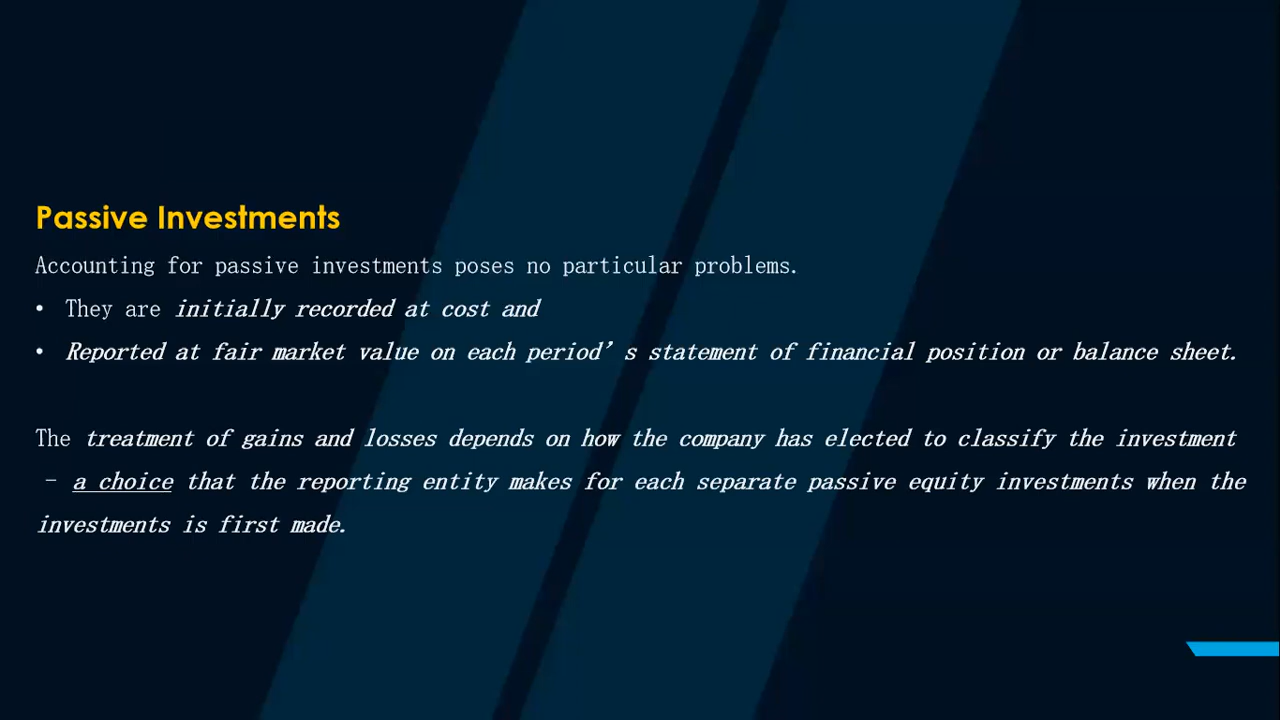 Passive Investments
Accounting for passive investments poses no particular problems.
• They are initially recorded at cost and
• Reported at fair market value on each period’s statement of financial position or balance sheet.
The treatment of gains and losses depends on how the company has elected to classify the investment
– a choice that the reporting entity makes for each separate passive equity investments when the
investments is first made.